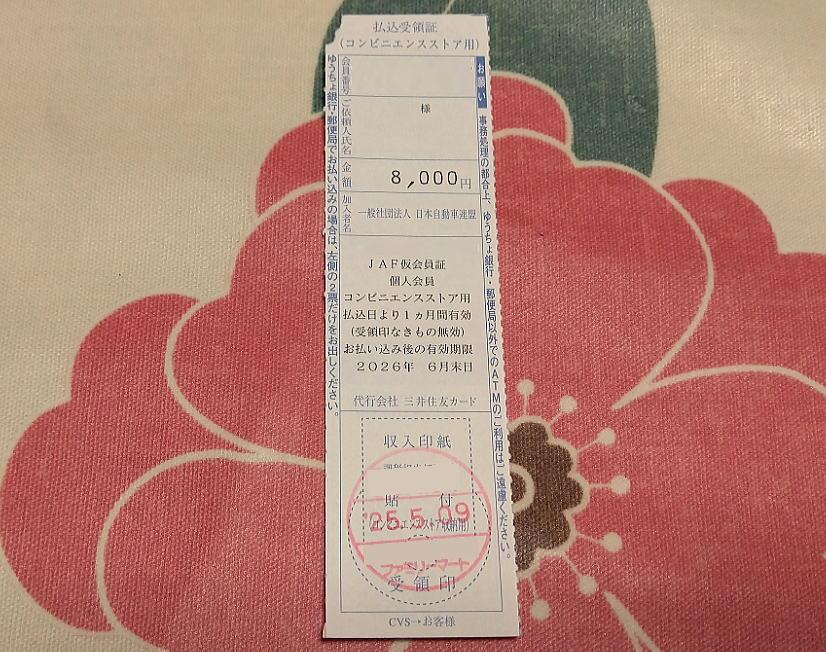 払込受領証
(コンビニエンスストア用)
会員番号
ご依頼人氏名
様
金額
8,000円
加入者名
一般社団法人 日本自動車連盟
JAF仮会員証
個人会員
コンビニエンスストア用
払込日より1ヵ月間有効
(受領印なきもの無効)
お払い込み後の有効期限
2026年 6月末日
代行会社 三井住友カード
収入印紙
貼付
(コンビニエンスストア収納用)
'25.5.09
ファミリーマート
受領印
CVS→お客様
お願い
事務処理の都合上、ゆうちょ銀行・郵便局以外でのATMのご利用はご遠慮ください。
ゆうちょ銀行・郵便局でお払い込みの場合は、左側の2票だけをお出しください。